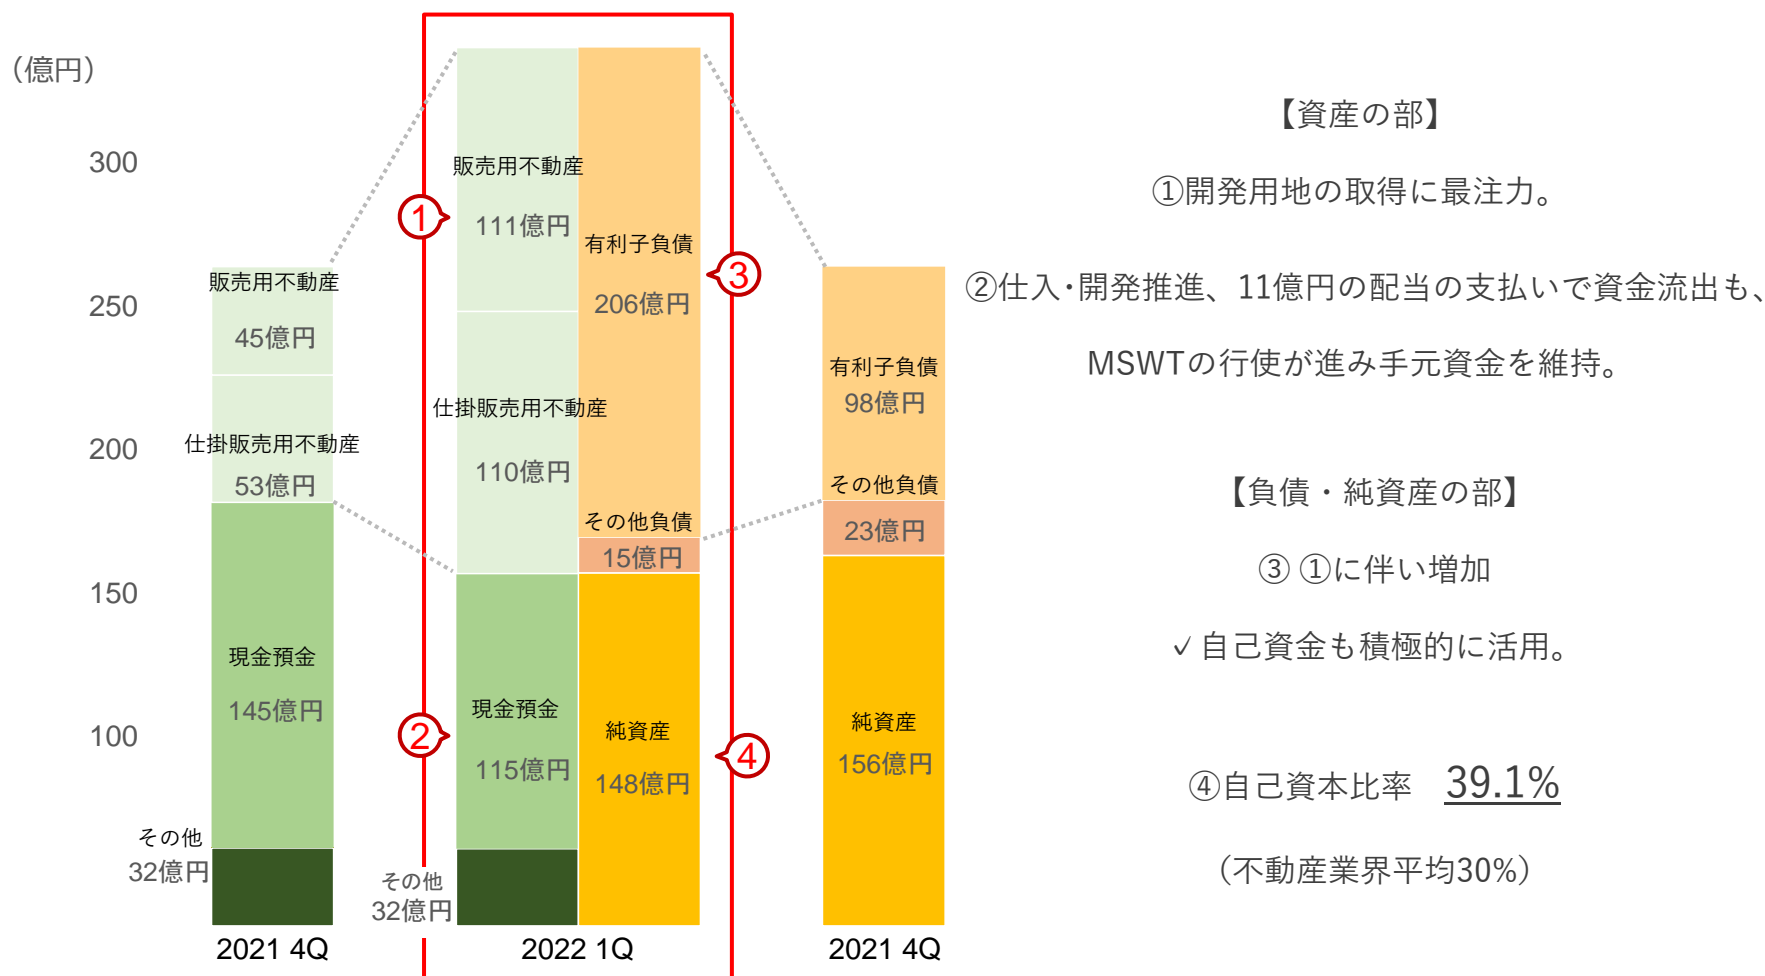 （億円）
300
250
200
150
100
販売用不動産
45億円
仕掛販売用不動産
53億円
現金預金
145億円
その他
32億円
2021 4Q
販売用不動産
111億円
仕掛販売用不動産
110億円
現金預金
115億円
その他
32億円
有利子負債
206億円
その他負債
15億円
純資産
148億円
①
②
③
④
2022 1Q
有利子負債
98億円
その他負債
23億円
純資産
156億円
2021 4Q
【資産の部】
①開発用地の取得に最注力。
②仕入・開発推進、11億円の配当の支払いで資金流出も、
MSWTの行使が進み手元資金を維持。
【負債・純資産の部】
③ ①に伴い増加
✓自己資金も積極的に活用。
④自己資本比率 39.1%
（不動産業界平均30%）